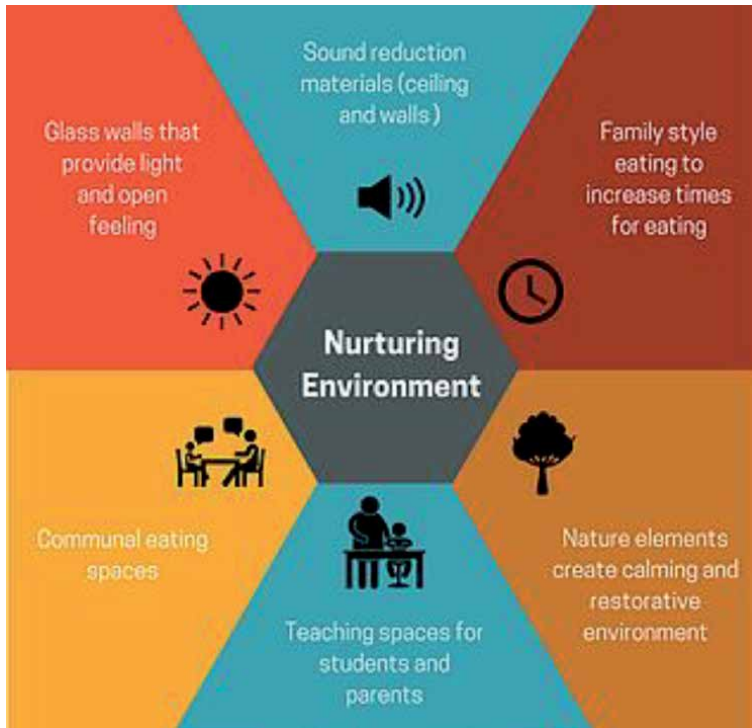 Sound reduction
materials (ceiling
and walls )
Glass walls that
provide light
and open
feeling
Family style
eating to
increase times
for eating
Nurturing
Environment
Communal eating
spaces
Nature elements
create calming and
restorative
environment
Teaching spaces for
students and
parents